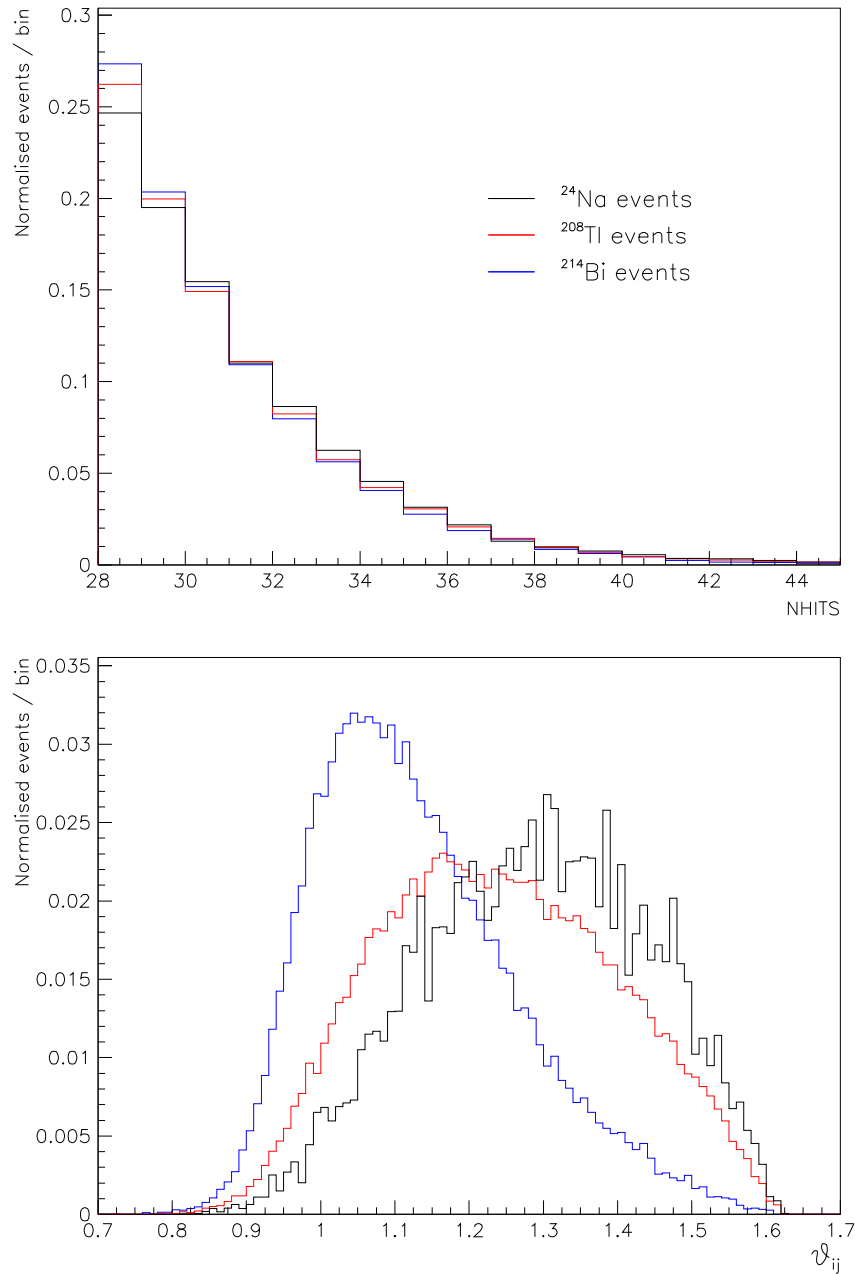 Normalised events / bin
0.3
0.25
0.2
0.15
0.1
0.05
0
28 30 32 34 36 38 40 42 44
NHITS
²⁴Na events
²⁰⁸Tl events
²¹⁴Bi events
Normalised events / bin
0.035
0.03
0.025
0.02
0.015
0.01
0.005
0
0.7 0.8 0.9 1 1.1 1.2 1.3 1.4 1.5 1.6 1.7
ϑij